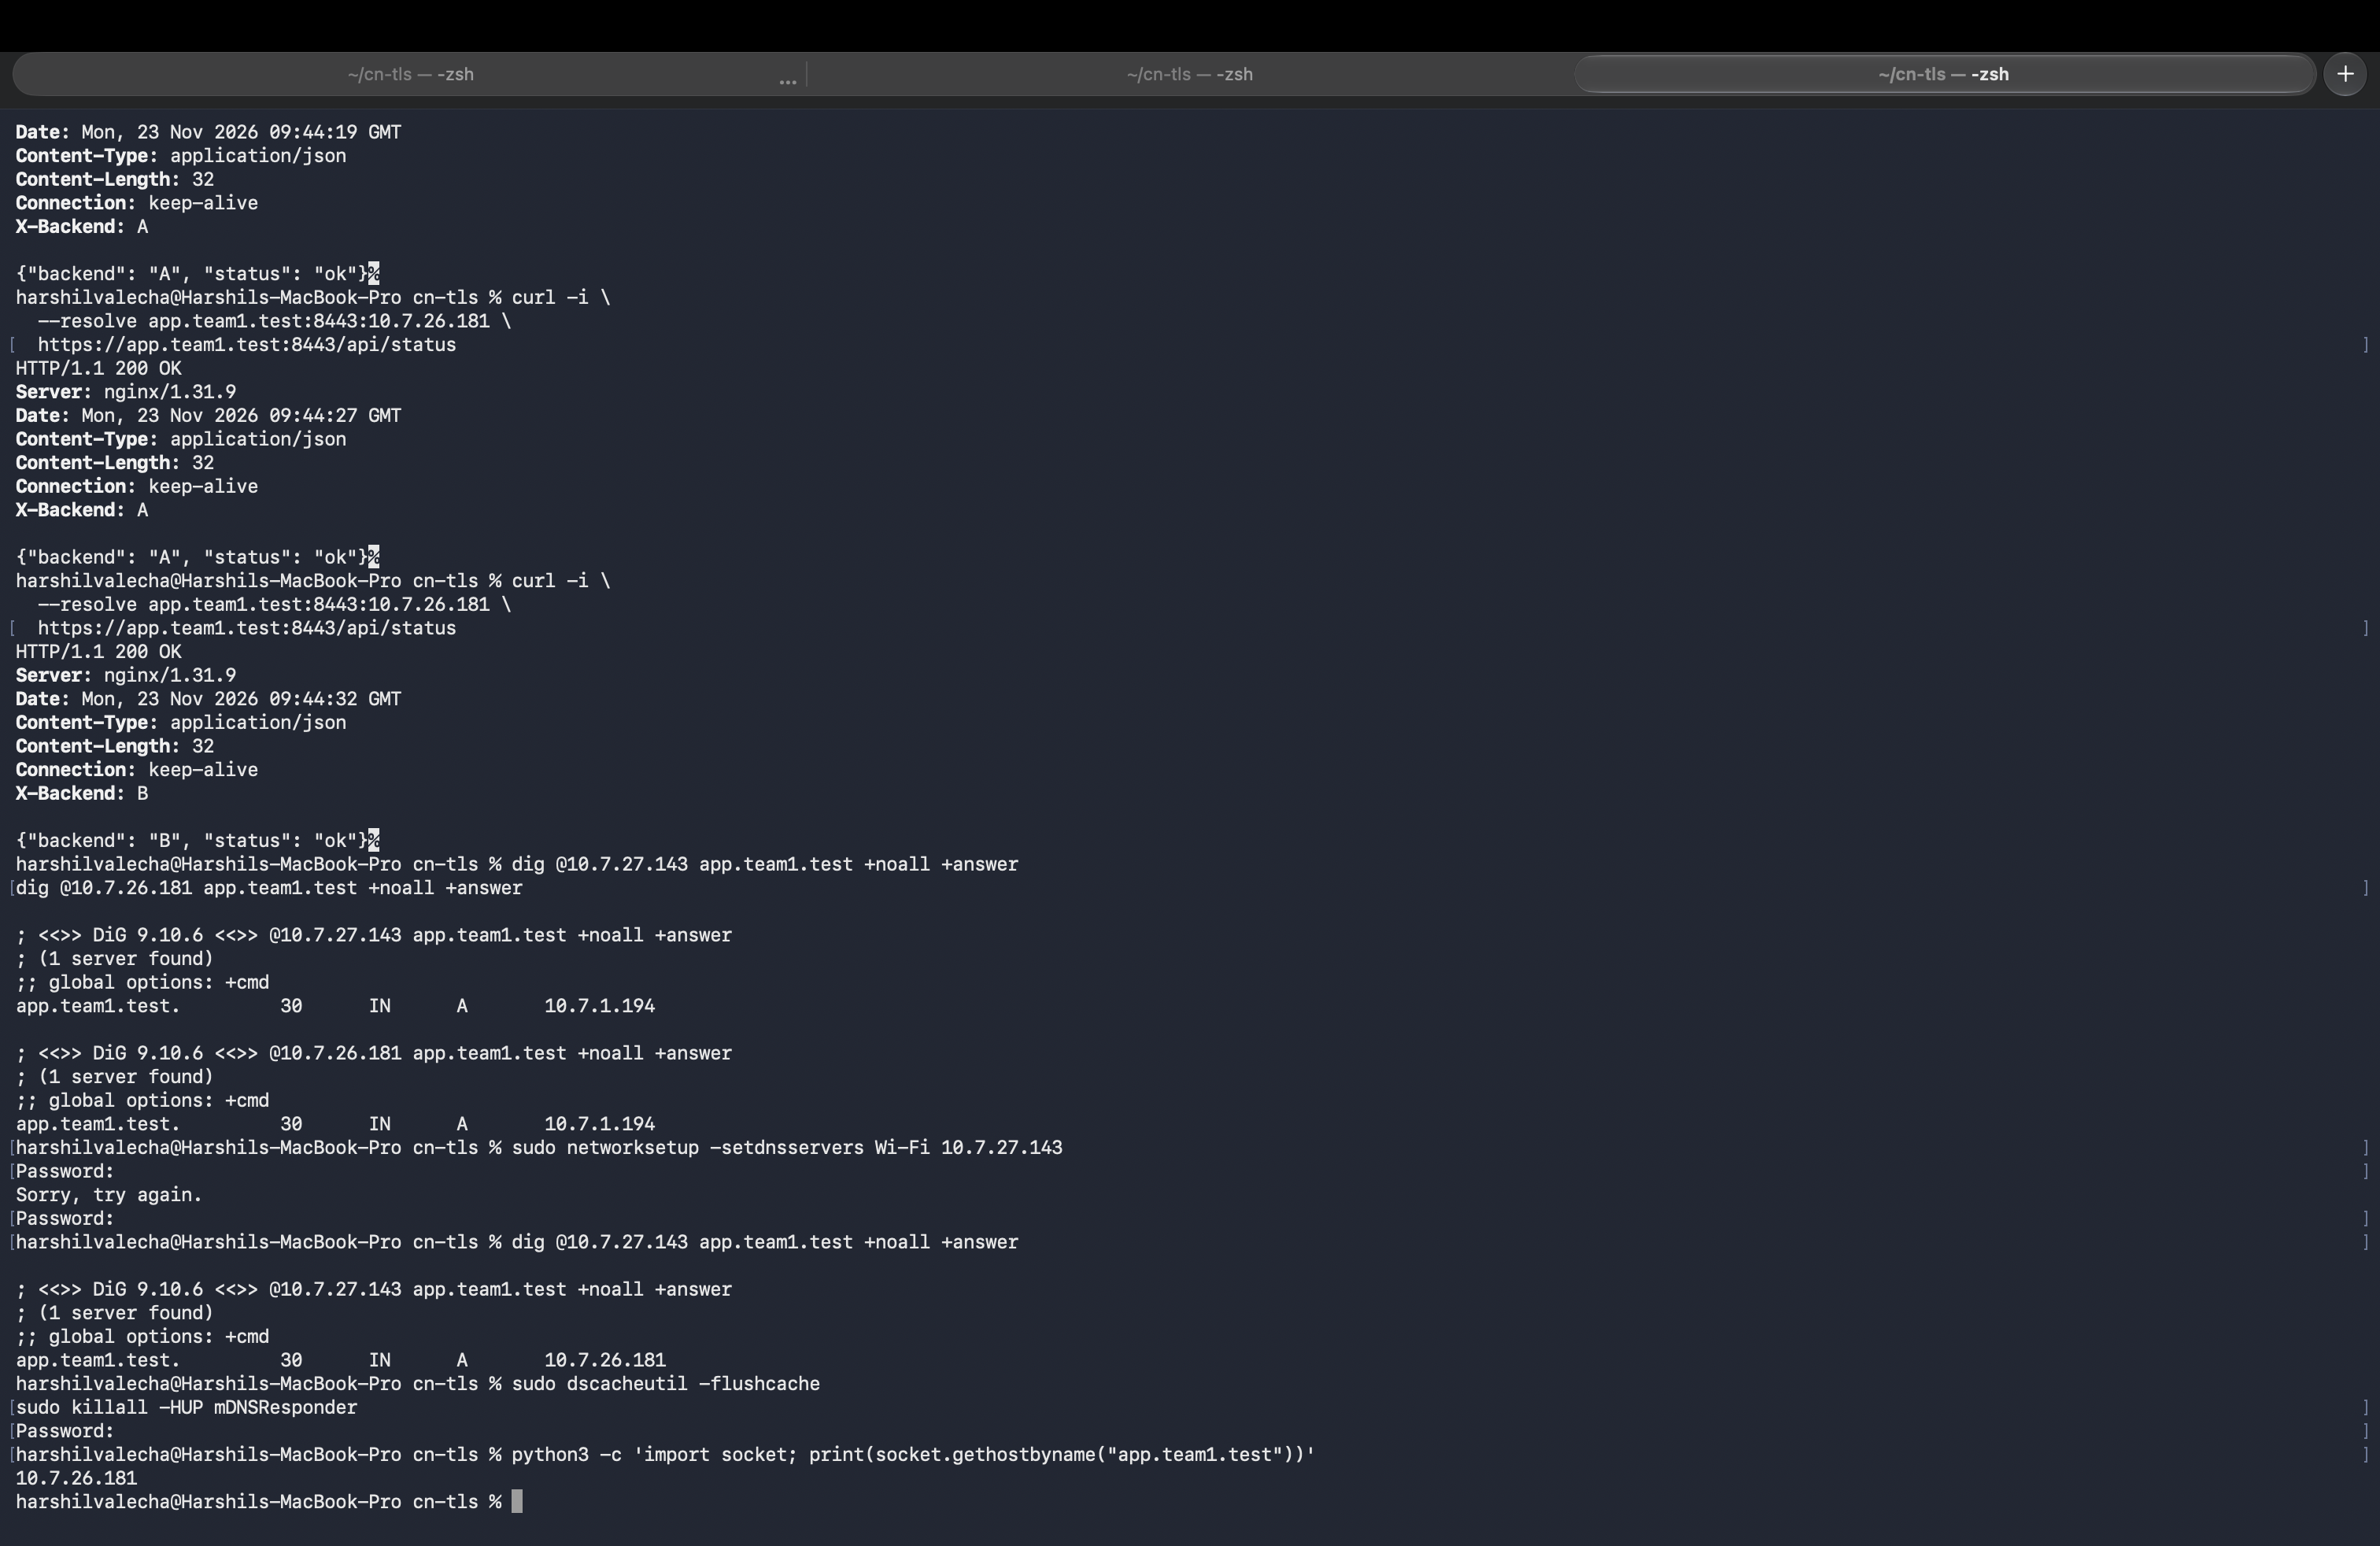 ~/cn-tls — -zsh ... ~/cn-tls — -zsh ~/cn-tls — -zsh +
Date: Mon, 23 Nov 2026 09:44:19 GMT
Content-Type: application/json
Content-Length: 32
Connection: keep-alive
X-Backend: A

{"backend": "A", "status": "ok"}%
harshilvalecha@Harshils-MacBook-Pro cn-tls % curl -i \
  --resolve app.team1.test:8443:10.7.26.181 \
[  https://app.team1.test:8443/api/status ]
HTTP/1.1 200 OK
Server: nginx/1.31.9
Date: Mon, 23 Nov 2026 09:44:27 GMT
Content-Type: application/json
Content-Length: 32
Connection: keep-alive
X-Backend: A

{"backend": "A", "status": "ok"}%
harshilvalecha@Harshils-MacBook-Pro cn-tls % curl -i \
  --resolve app.team1.test:8443:10.7.26.181 \
[  https://app.team1.test:8443/api/status ]
HTTP/1.1 200 OK
Server: nginx/1.31.9
Date: Mon, 23 Nov 2026 09:44:32 GMT
Content-Type: application/json
Content-Length: 32
Connection: keep-alive
X-Backend: B

{"backend": "B", "status": "ok"}%
harshilvalecha@Harshils-MacBook-Pro cn-tls % dig @10.7.27.143 app.team1.test +noall +answer
[dig @10.7.26.181 app.team1.test +noall +answer ]

; <<>> DiG 9.10.6 <<>> @10.7.27.143 app.team1.test +noall +answer
; (1 server found)
;; global options: +cmd
app.team1.test. 30 IN A 10.7.1.194

; <<>> DiG 9.10.6 <<>> @10.7.26.181 app.team1.test +noall +answer
; (1 server found)
;; global options: +cmd
app.team1.test. 30 IN A 10.7.1.194
[harshilvalecha@Harshils-MacBook-Pro cn-tls % sudo networksetup -setdnsservers Wi-Fi 10.7.27.143 ]
[Password: ]
Sorry, try again.
[Password: ]
[harshilvalecha@Harshils-MacBook-Pro cn-tls % dig @10.7.27.143 app.team1.test +noall +answer ]

; <<>> DiG 9.10.6 <<>> @10.7.27.143 app.team1.test +noall +answer
; (1 server found)
;; global options: +cmd
app.team1.test. 30 IN A 10.7.26.181
harshilvalecha@Harshils-MacBook-Pro cn-tls % sudo dscacheutil -flushcache
[sudo killall -HUP mDNSResponder ]
[Password: ]
[harshilvalecha@Harshils-MacBook-Pro cn-tls % python3 -c 'import socket; print(socket.gethostbyname("app.team1.test"))' ]
10.7.26.181
harshilvalecha@Harshils-MacBook-Pro cn-tls %